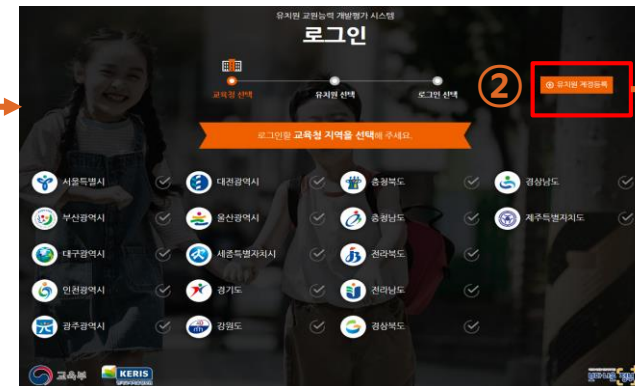 유치원 교원능력 개발평가 시스템
로그인
교육청 선택
유치원 선택
로그인 선택
②
유치원 계정등록
로그인할 교육청 지역을 선택해 주세요.
서울특별시
대전광역시
충청북도
경상남도
부산광역시
울산광역시
충청남도
제주특별자치도
대구광역시
세종특별자치시
전라북도
인천광역시
경기도
전라남도
광주광역시
강원도
경상북도
교육부
KERIS